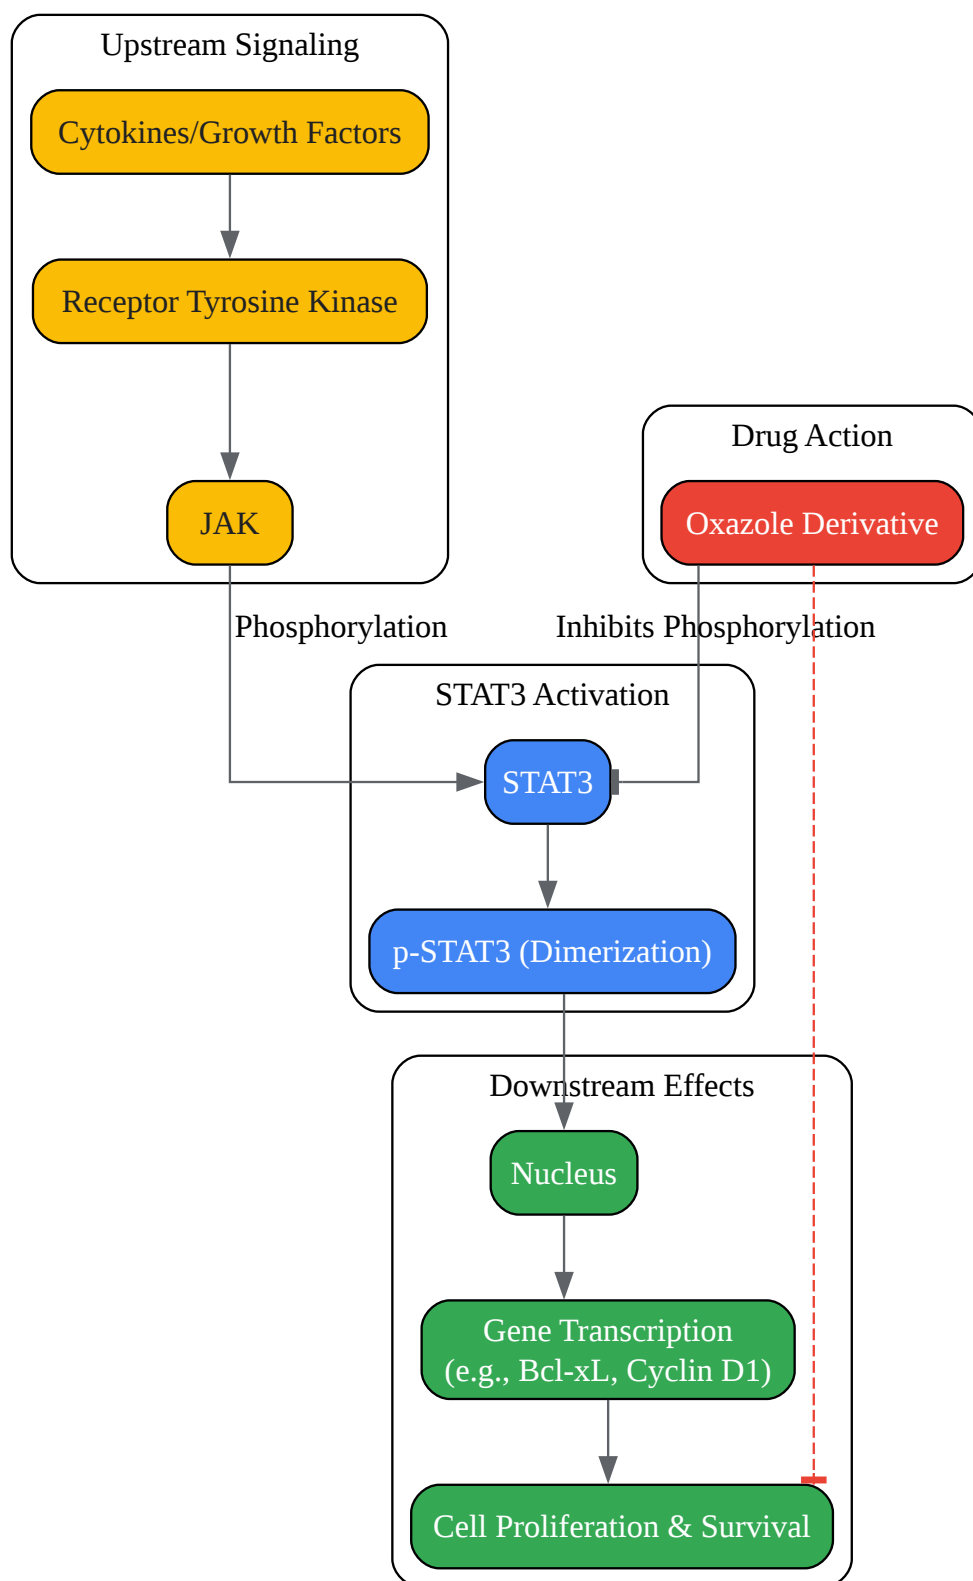 Upstream Signaling
Cytokines/Growth Factors
Receptor Tyrosine Kinase
JAK
Drug Action
Oxazole Derivative
Phosphorylation
Inhibits Phosphorylation
STAT3 Activation
STAT3
p-STAT3 (Dimerization)
Downstream Effects
Nucleus
Gene Transcription
(e.g., Bcl-xL, Cyclin D1)
Cell Proliferation & Survival